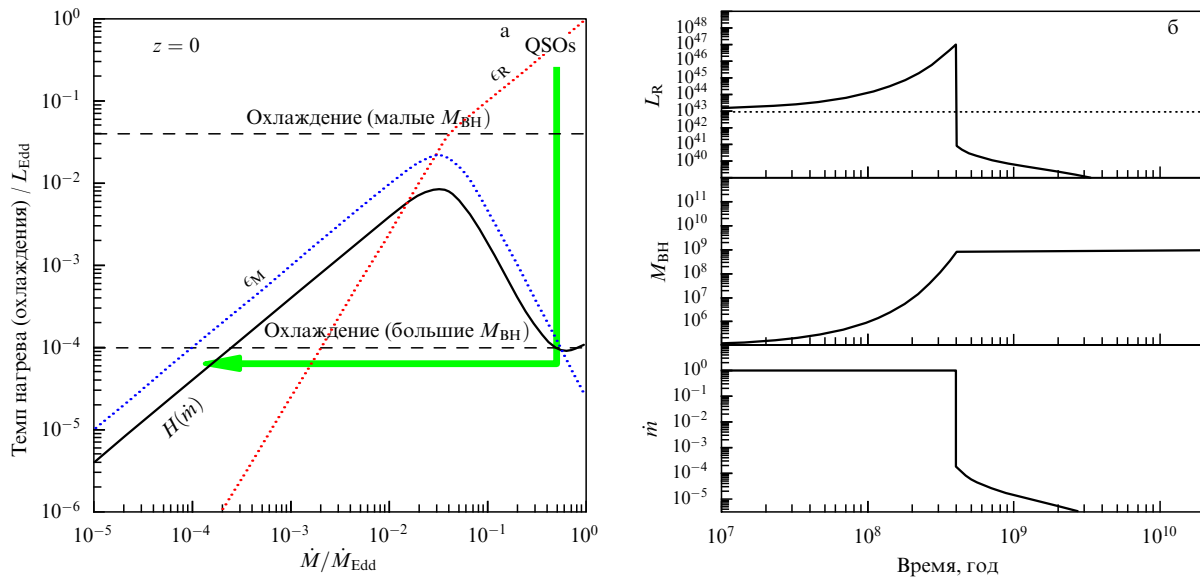 а
z = 0
QSOs
ϵ_R
Охлаждение (малые M_BH)
ϵ_M
Охлаждение (большие M_BH)
H(ṁ)
Темп нагрева (охлаждения) / L_Edd
10^0
10^-1
10^-2
10^-3
10^-4
10^-5
10^-6
10^-5 10^-4 10^-3 10^-2 10^-1 10^0
Ṁ/Ṁ_Edd
б
L_R
10^48
10^47
10^46
10^45
10^44
10^43
10^42
10^41
10^40
M_BH
10^11
10^10
10^9
10^8
10^7
10^6
ṁ
10^0
10^-1
10^-2
10^-3
10^-4
10^-5
10^7 10^8 10^9 10^10
Время, год